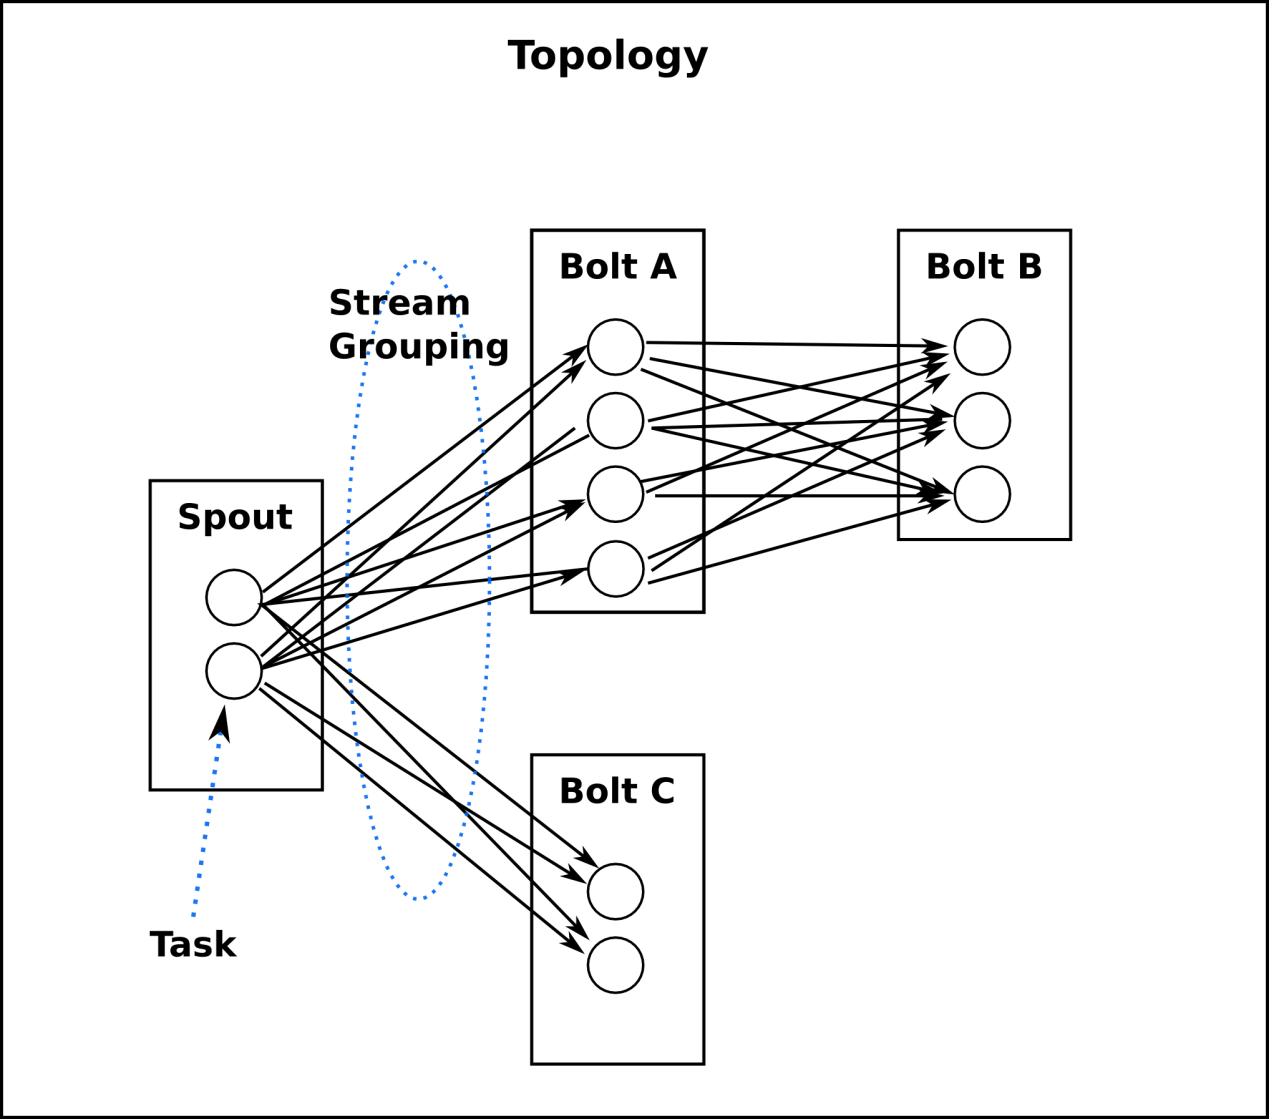 Topology
Bolt A
Bolt B
Stream
Grouping
Spout
Bolt C
Task